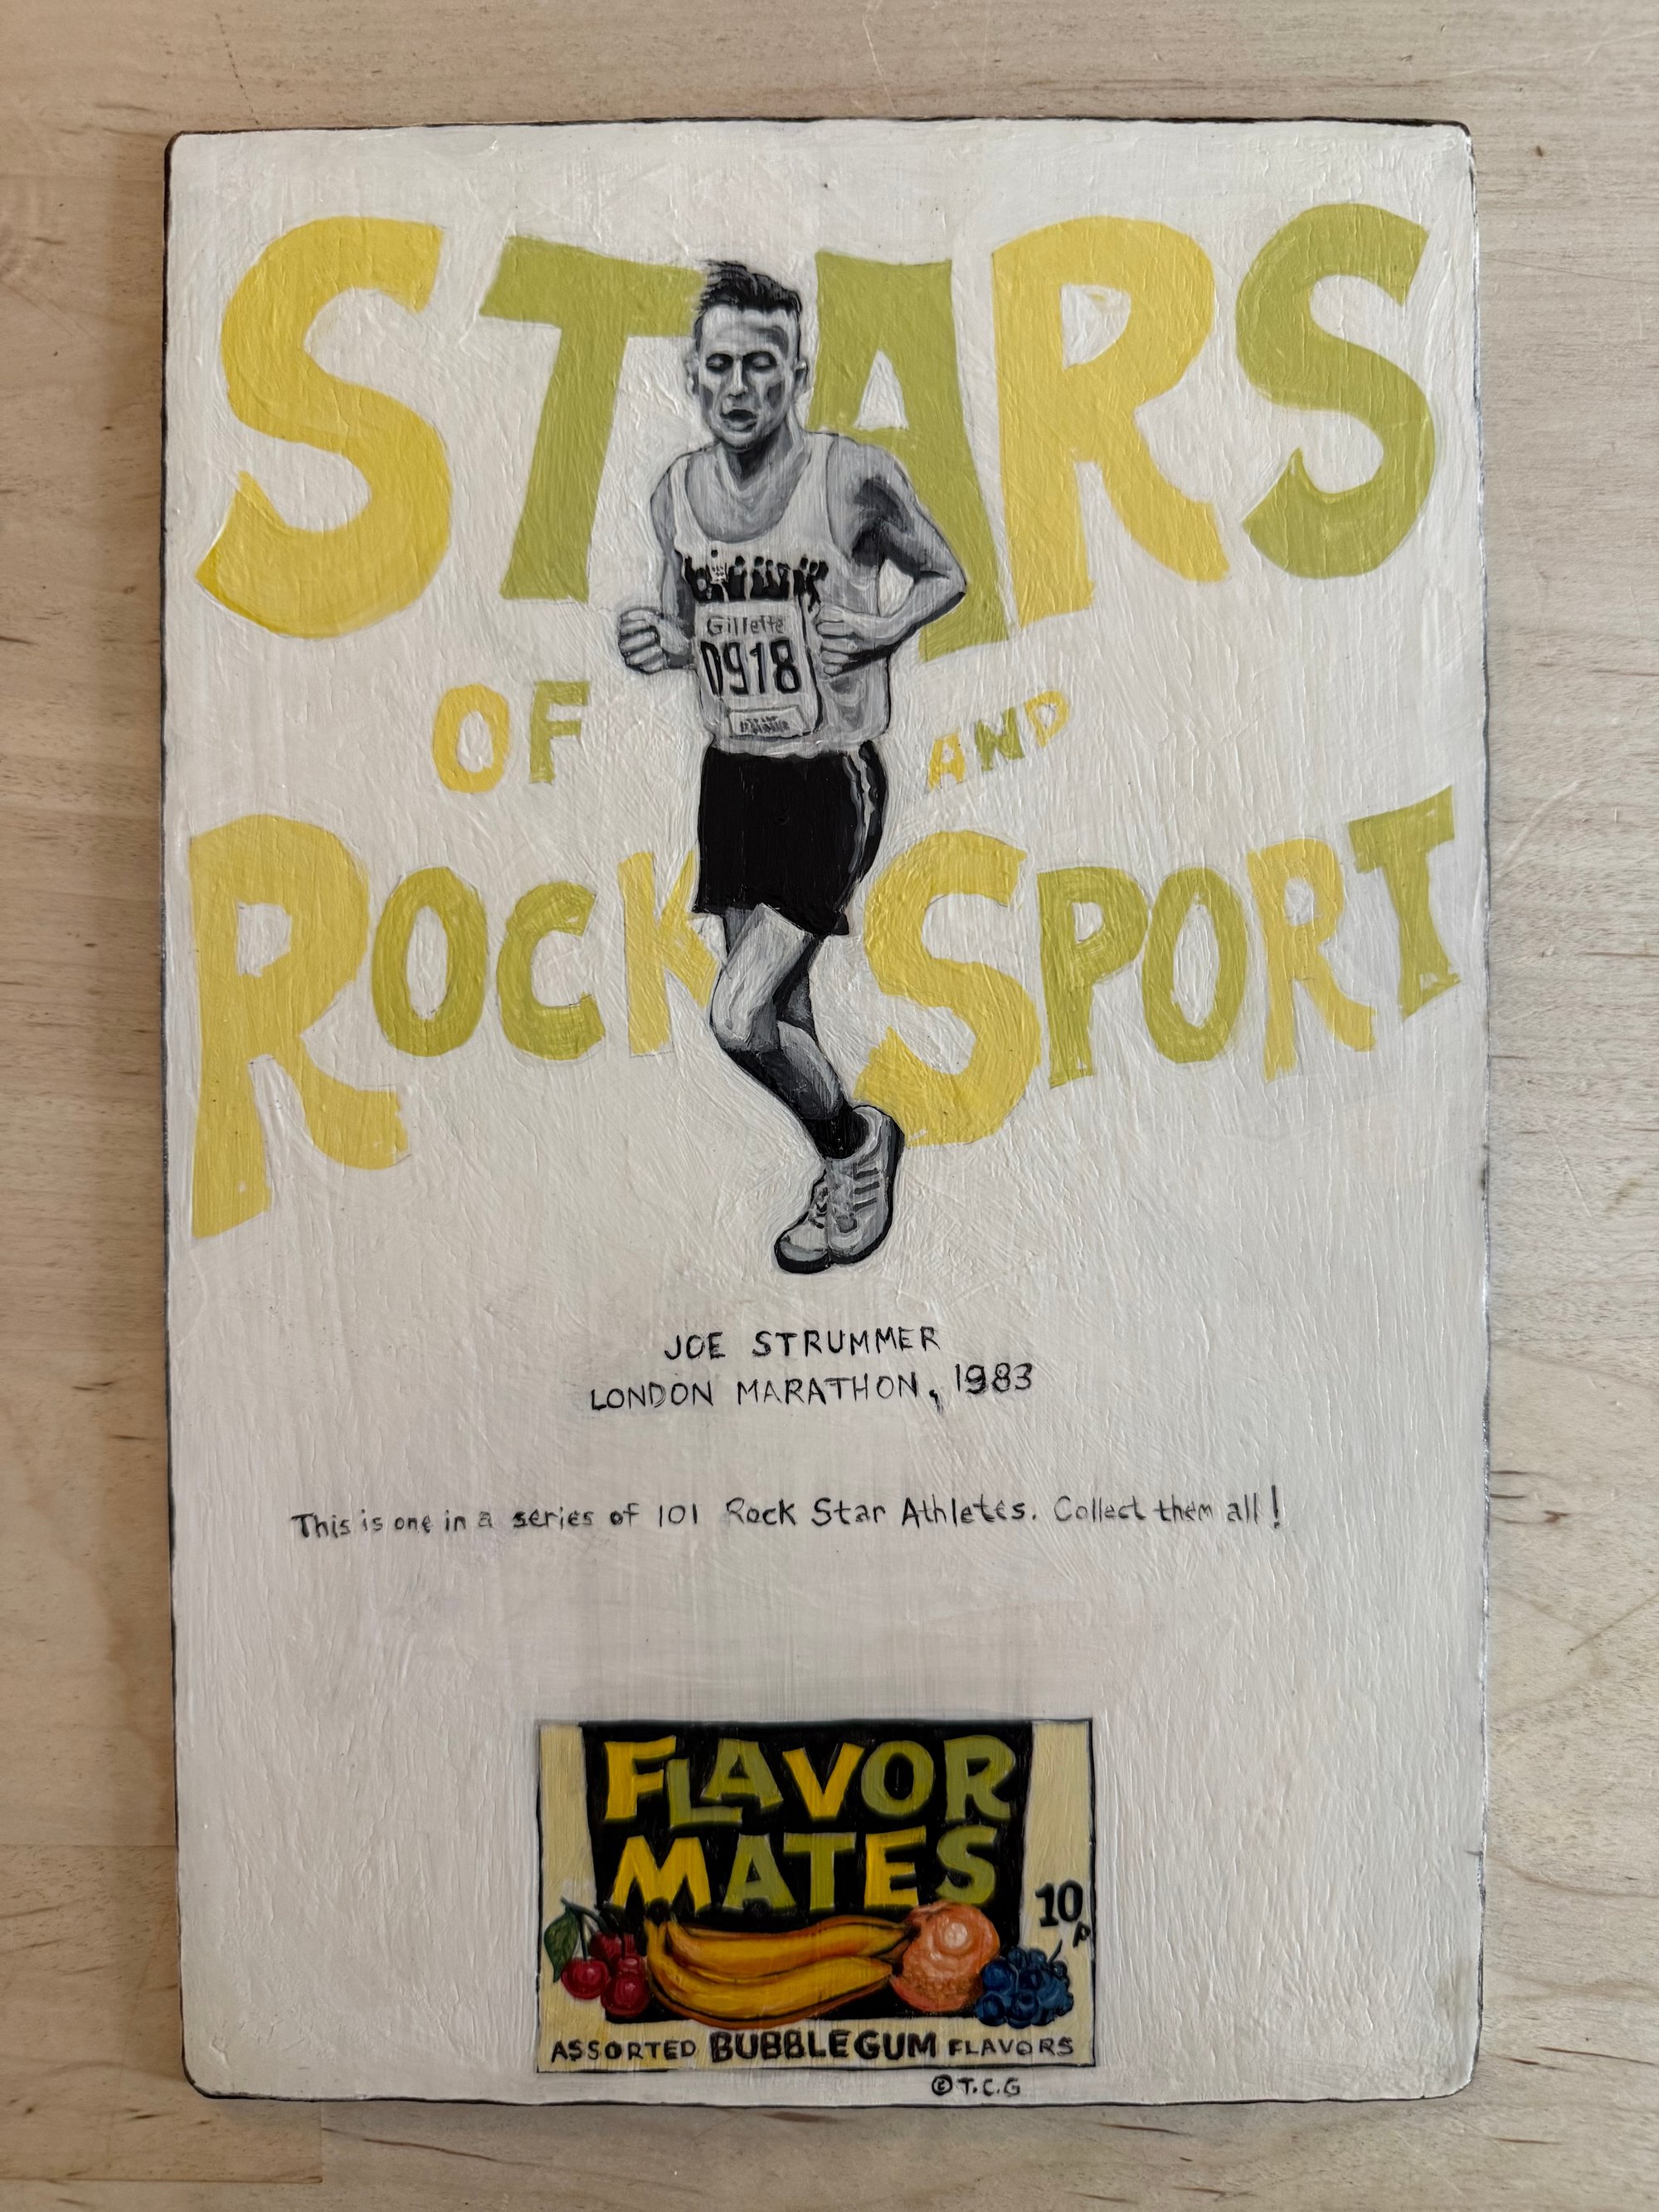 STARS
OF AND
ROCK SPORT
Gillette
0918
JOE STRUMMER
LONDON MARATHON, 1983
This is one in a series of 101 Rock Star Athletes. Collect them all!
FLAVOR
MATES
10
P
ASSORTED BUBBLEGUM FLAVORS
© T.C.G